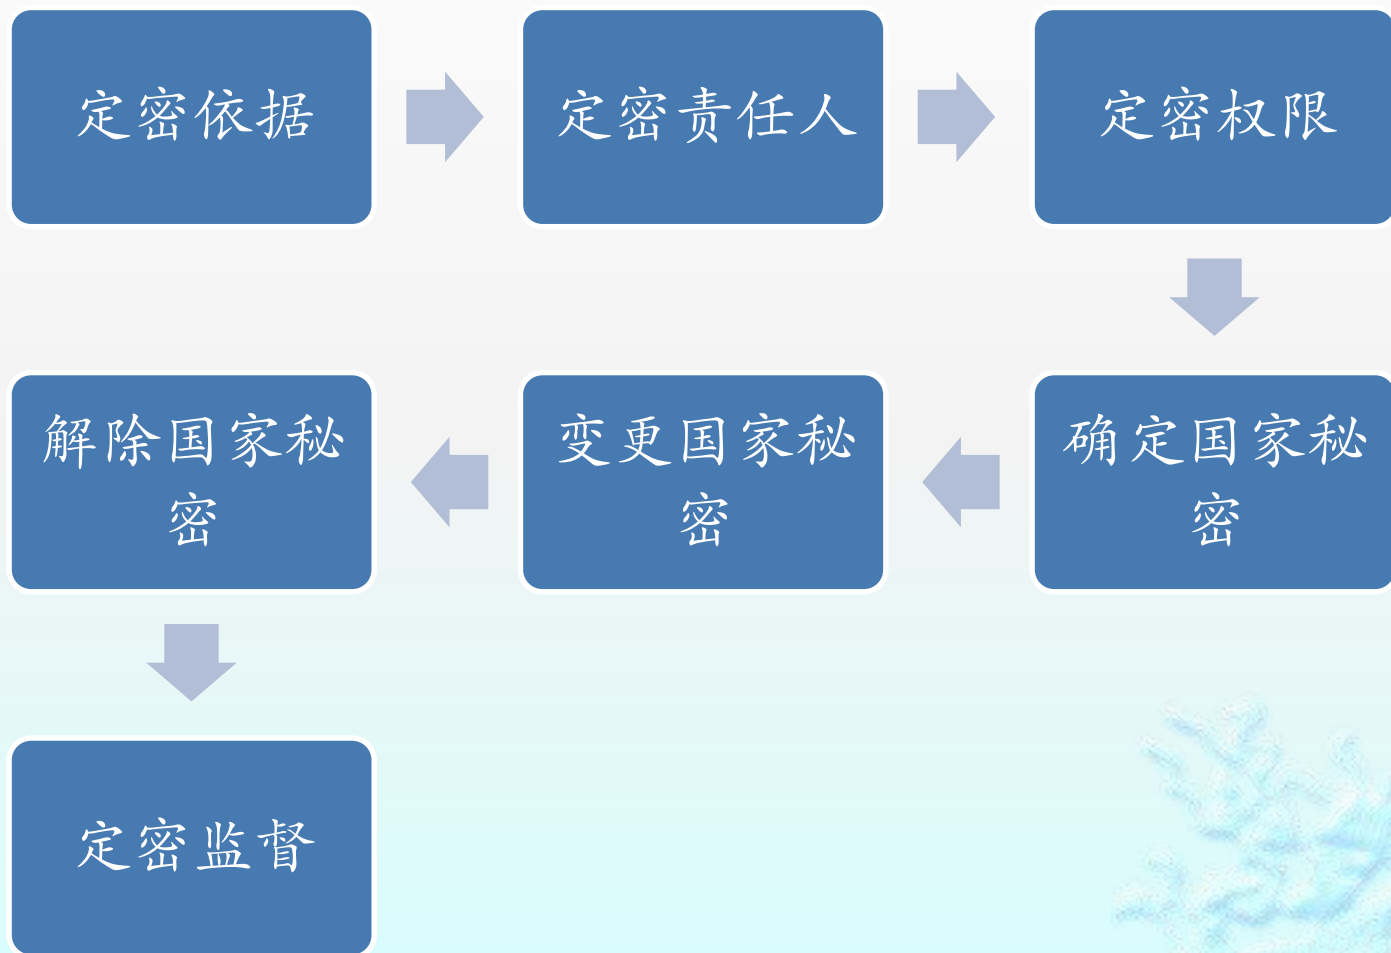 定密依据
定密责任人
定密权限
解除国家秘
密
变更国家秘
密
确定国家秘
密
定密监督